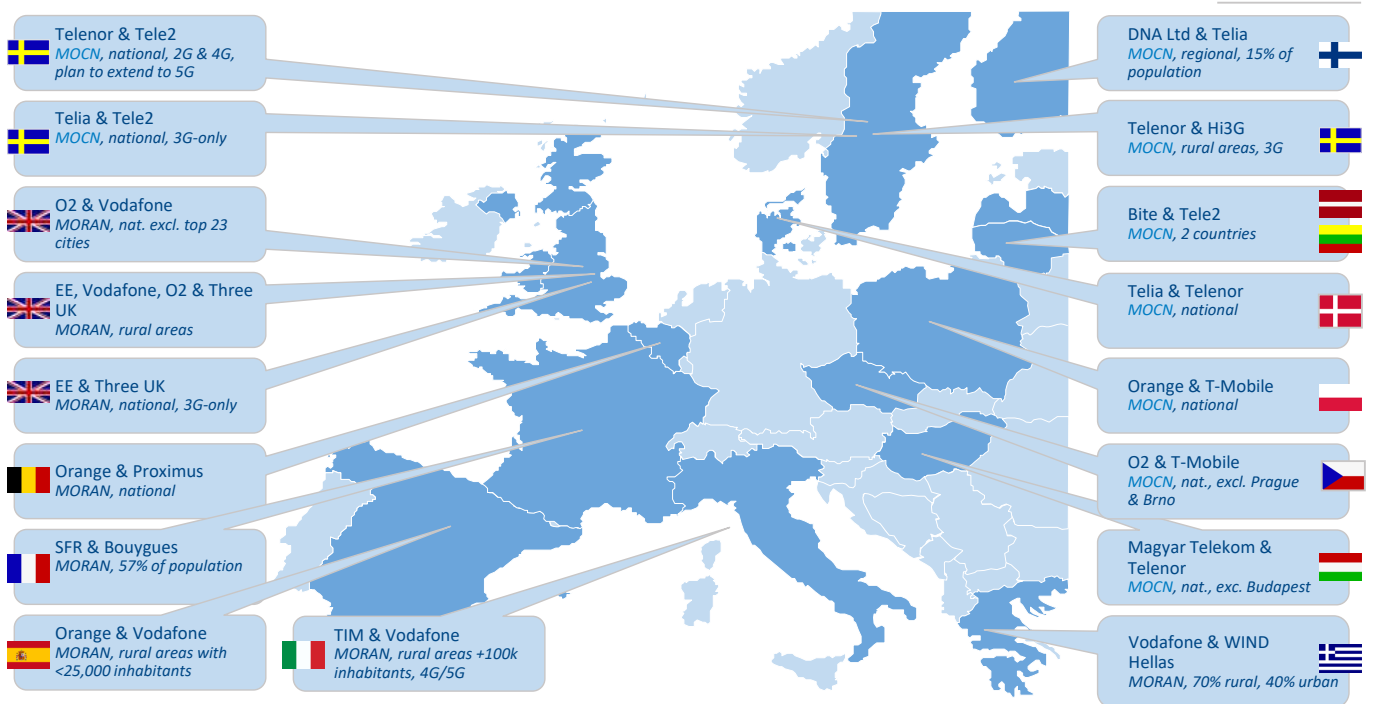 Telenor & Tele2
MOCN, national, 2G & 4G,
plan to extend to 5G
Telia & Tele2
MOCN, national, 3G-only
O2 & Vodafone
MORAN, nat. excl. top 23
cities
EE, Vodafone, O2 & Three
UK
MORAN, rural areas
EE & Three UK
MORAN, national, 3G-only
Orange & Proximus
MORAN, national
SFR & Bouygues
MORAN, 57% of population
Orange & Vodafone
MORAN, rural areas with
<25,000 inhabitants
TIM & Vodafone
MORAN, rural areas +100k
inhabitants, 4G/5G
DNA Ltd & Telia
MOCN, regional, 15% of
population
Telenor & Hi3G
MOCN, rural areas, 3G
Bite & Tele2
MOCN, 2 countries
Telia & Telenor
MOCN, national
Orange & T-Mobile
MOCN, national
O2 & T-Mobile
MOCN, nat., excl. Prague
& Brno
Magyar Telekom &
Telenor
MOCN, nat., exc. Budapest
Vodafone & WIND
Hellas
MORAN, 70% rural, 40% urban